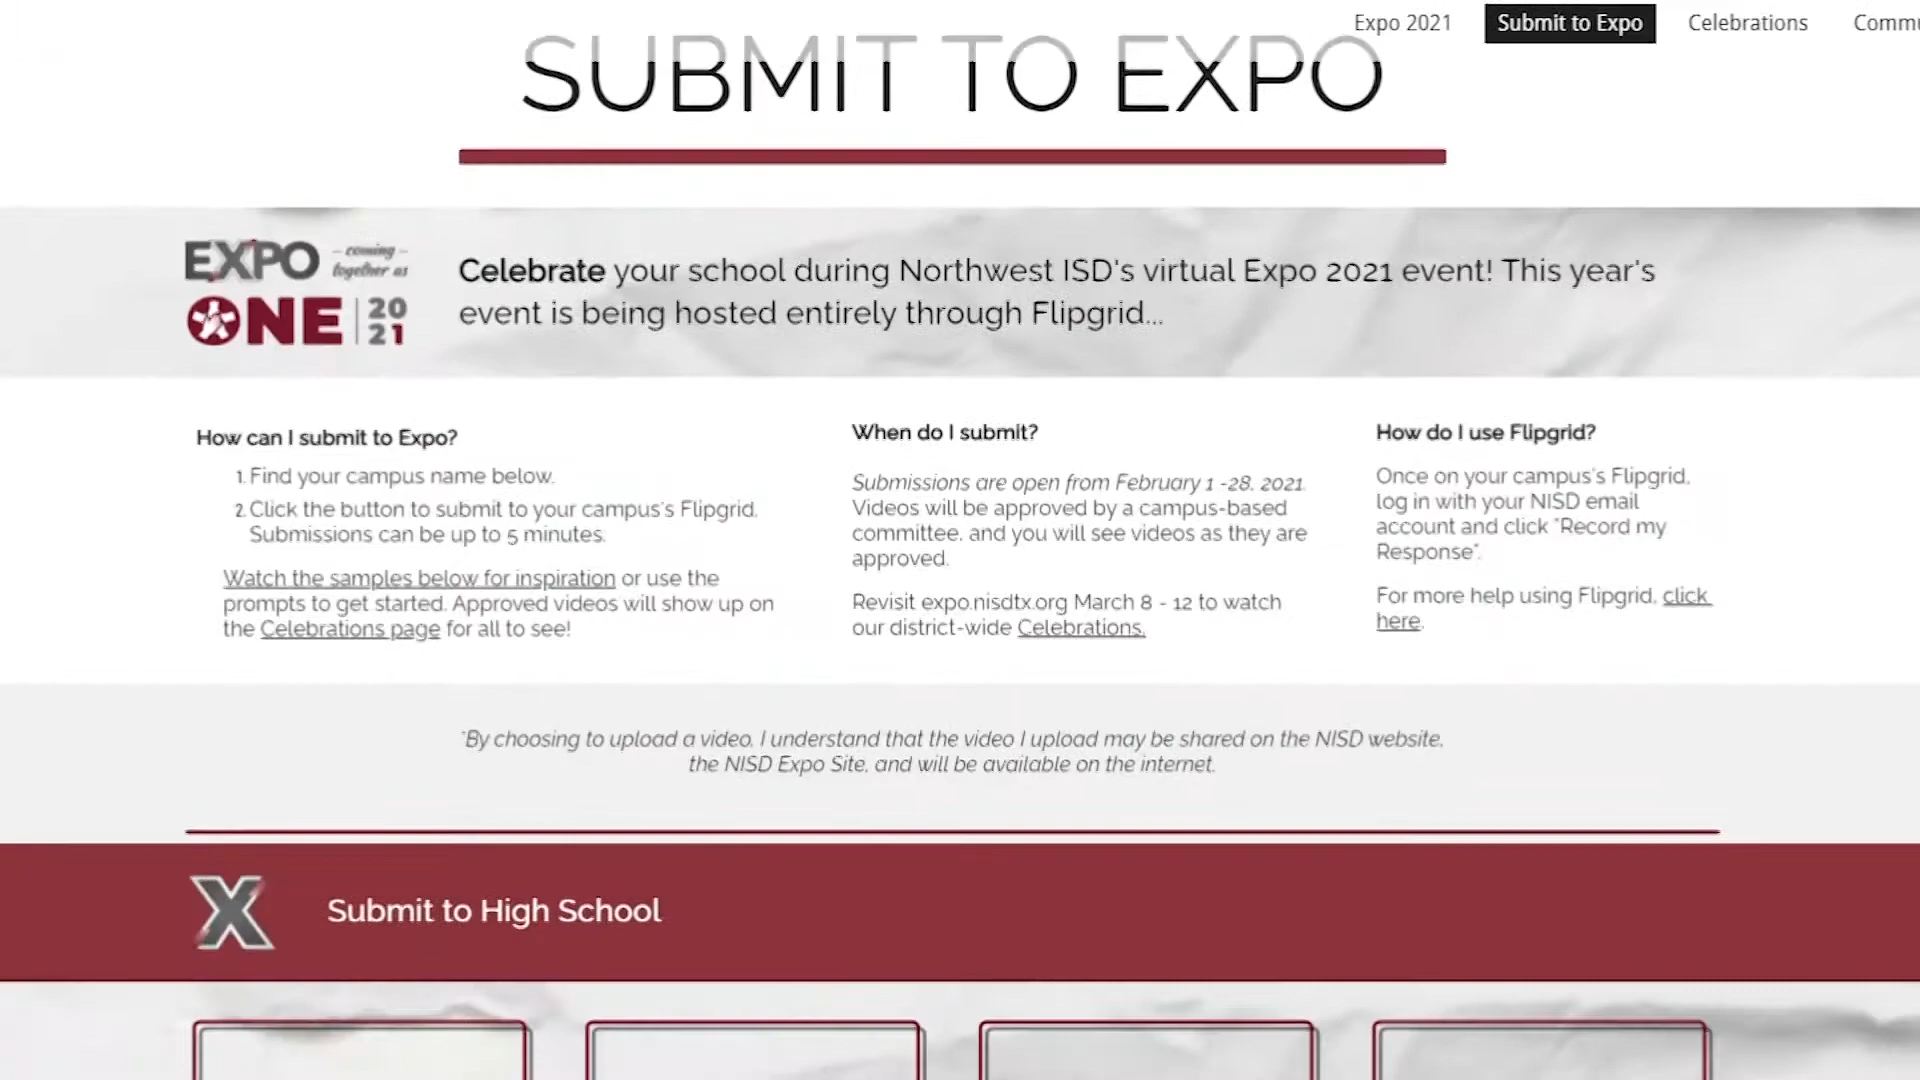 Expo 2021
Submit to Expo
Celebrations
SUBMIT TO EXPO
EXPO
- coming -
together as
ONE
20
21
Celebrate your school during Northwest ISD's virtual Expo 2021 event! This year's
event is being hosted entirely through Flipgrid...
How can I submit to Expo?
1. Find your campus name below.
2. Click the button to submit to your campus's Flipgrid.
Submissions can be up to 5 minutes.
Watch the samples below for inspiration or use the
prompts to get started. Approved videos will show up on
the Celebrations page for all to see!
When do I submit?
Submissions are open from February 1 -28, 2021.
Videos will be approved by a campus-based
committee, and you will see videos as they are
approved.
Revisit expo.nisdtx.org March 8 - 12 to watch
our district-wide Celebrations.
How do I use Flipgrid?
Once on your campus's Flipgrid,
log in with your NISD email
account and click "Record my
Response".
For more help using Flipgrid, click
here.
*By choosing to upload a video, I understand that the video I upload may be shared on the NISD website,
the NISD Expo Site, and will be available on the internet.
X
Submit to High School